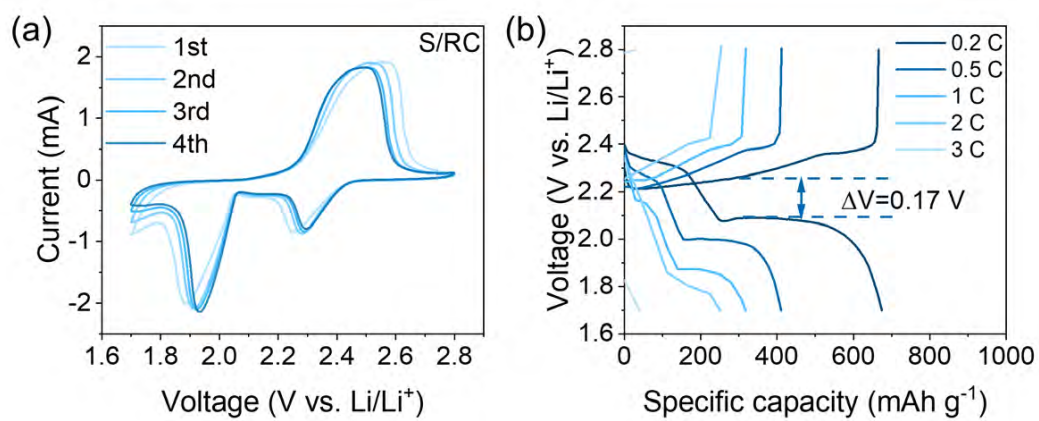 (a)
S/RC
1st
2nd
3rd
4th
Current (mA)
2
1
0
-1
-2
1.6 1.8 2.0 2.2 2.4 2.6 2.8
Voltage (V vs. Li/Li⁺)
(b)
0.2 C
0.5 C
1 C
2 C
3 C
ΔV=0.17 V
Voltage (V vs. Li/Li⁺)
2.8
2.6
2.4
2.2
2.0
1.8
1.6
0 200 400 600 800 1000
Specific capacity (mAh g⁻¹)